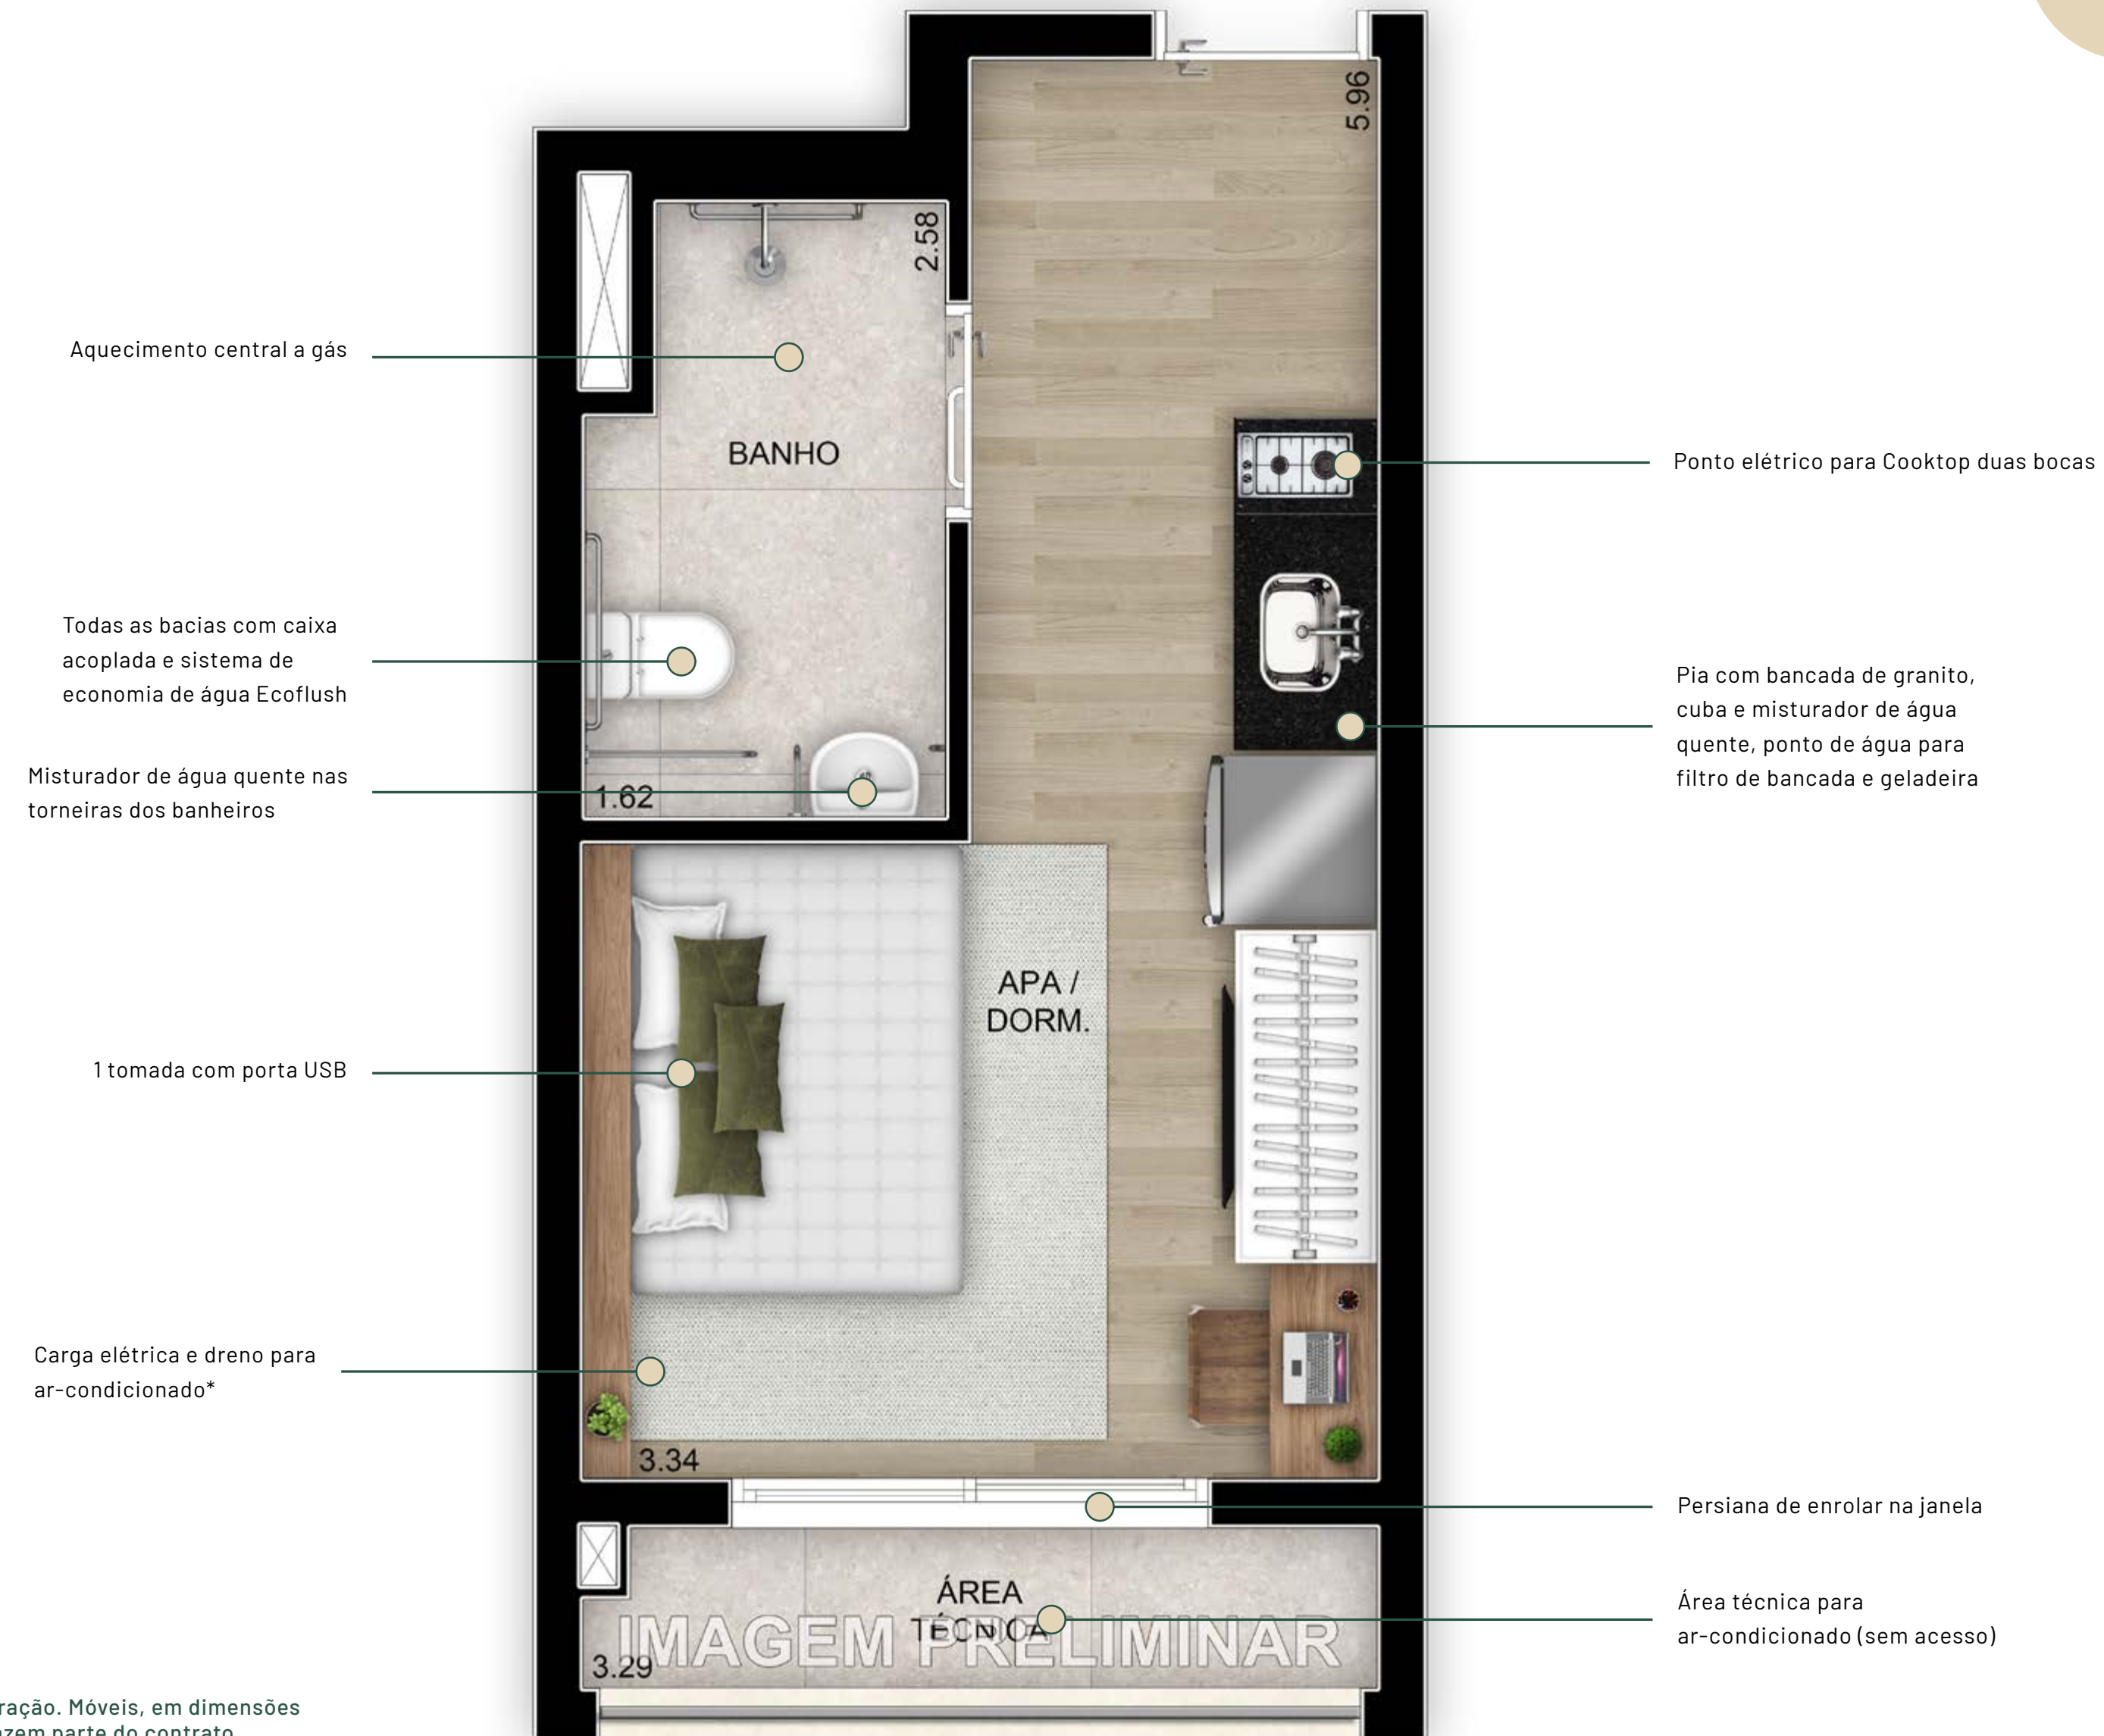 5.96
2.58
Aquecimento central a gás
BANHO
Ponto elétrico para Cooktop duas bocas
Todas as bacias com caixa
acoplada e sistema de
economia de água Ecoflush
Pia com bancada de granito,
cuba e misturador de água
quente, ponto de água para
filtro de bancada e geladeira
Misturador de água quente nas
torneiras dos banheiros
1.62
APA /
DORM.
1 tomada com porta USB
Carga elétrica e dreno para
ar-condicionado*
3.34
Persiana de enrolar na janela
ÁREA
TÉCNICA
IMAGEM PRELIMINAR
Área técnica para
ar-condicionado (sem acesso)
3.29
Móveis, em dimensões
parte do contrato